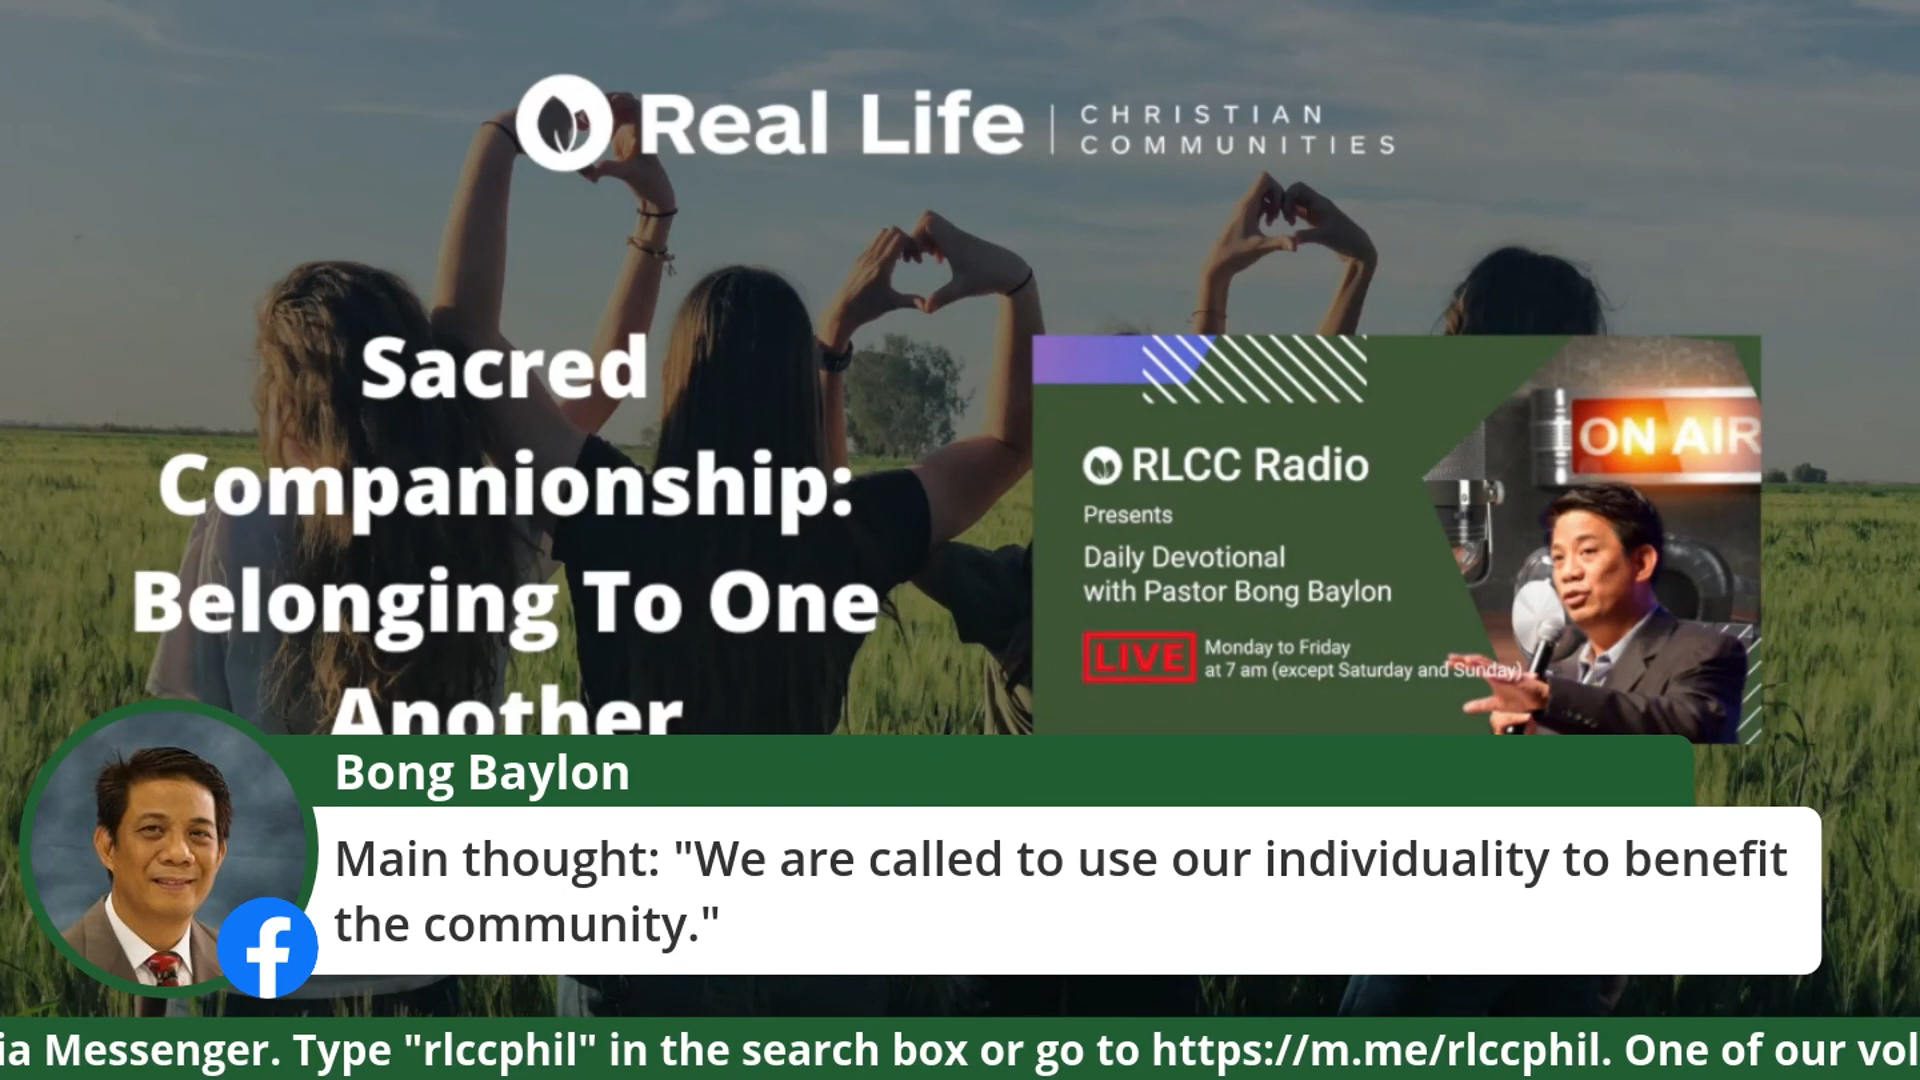 Real Life
CHRISTIAN
COMMUNITIES
Sacred
Companionship:
Belonging To One
Another
ON AIR
RLCC Radio
Presents
Daily Devotional
with Pastor Bong Baylon
LIVE
Monday to Friday
at 7 am (except Saturday and Sunday)
Bong Baylon
Main thought: "We are called to use our individuality to benefit
the community."
ia Messenger. Type "rlccphil" in the search box or go to https://m.me/rlccphil. One of our vol